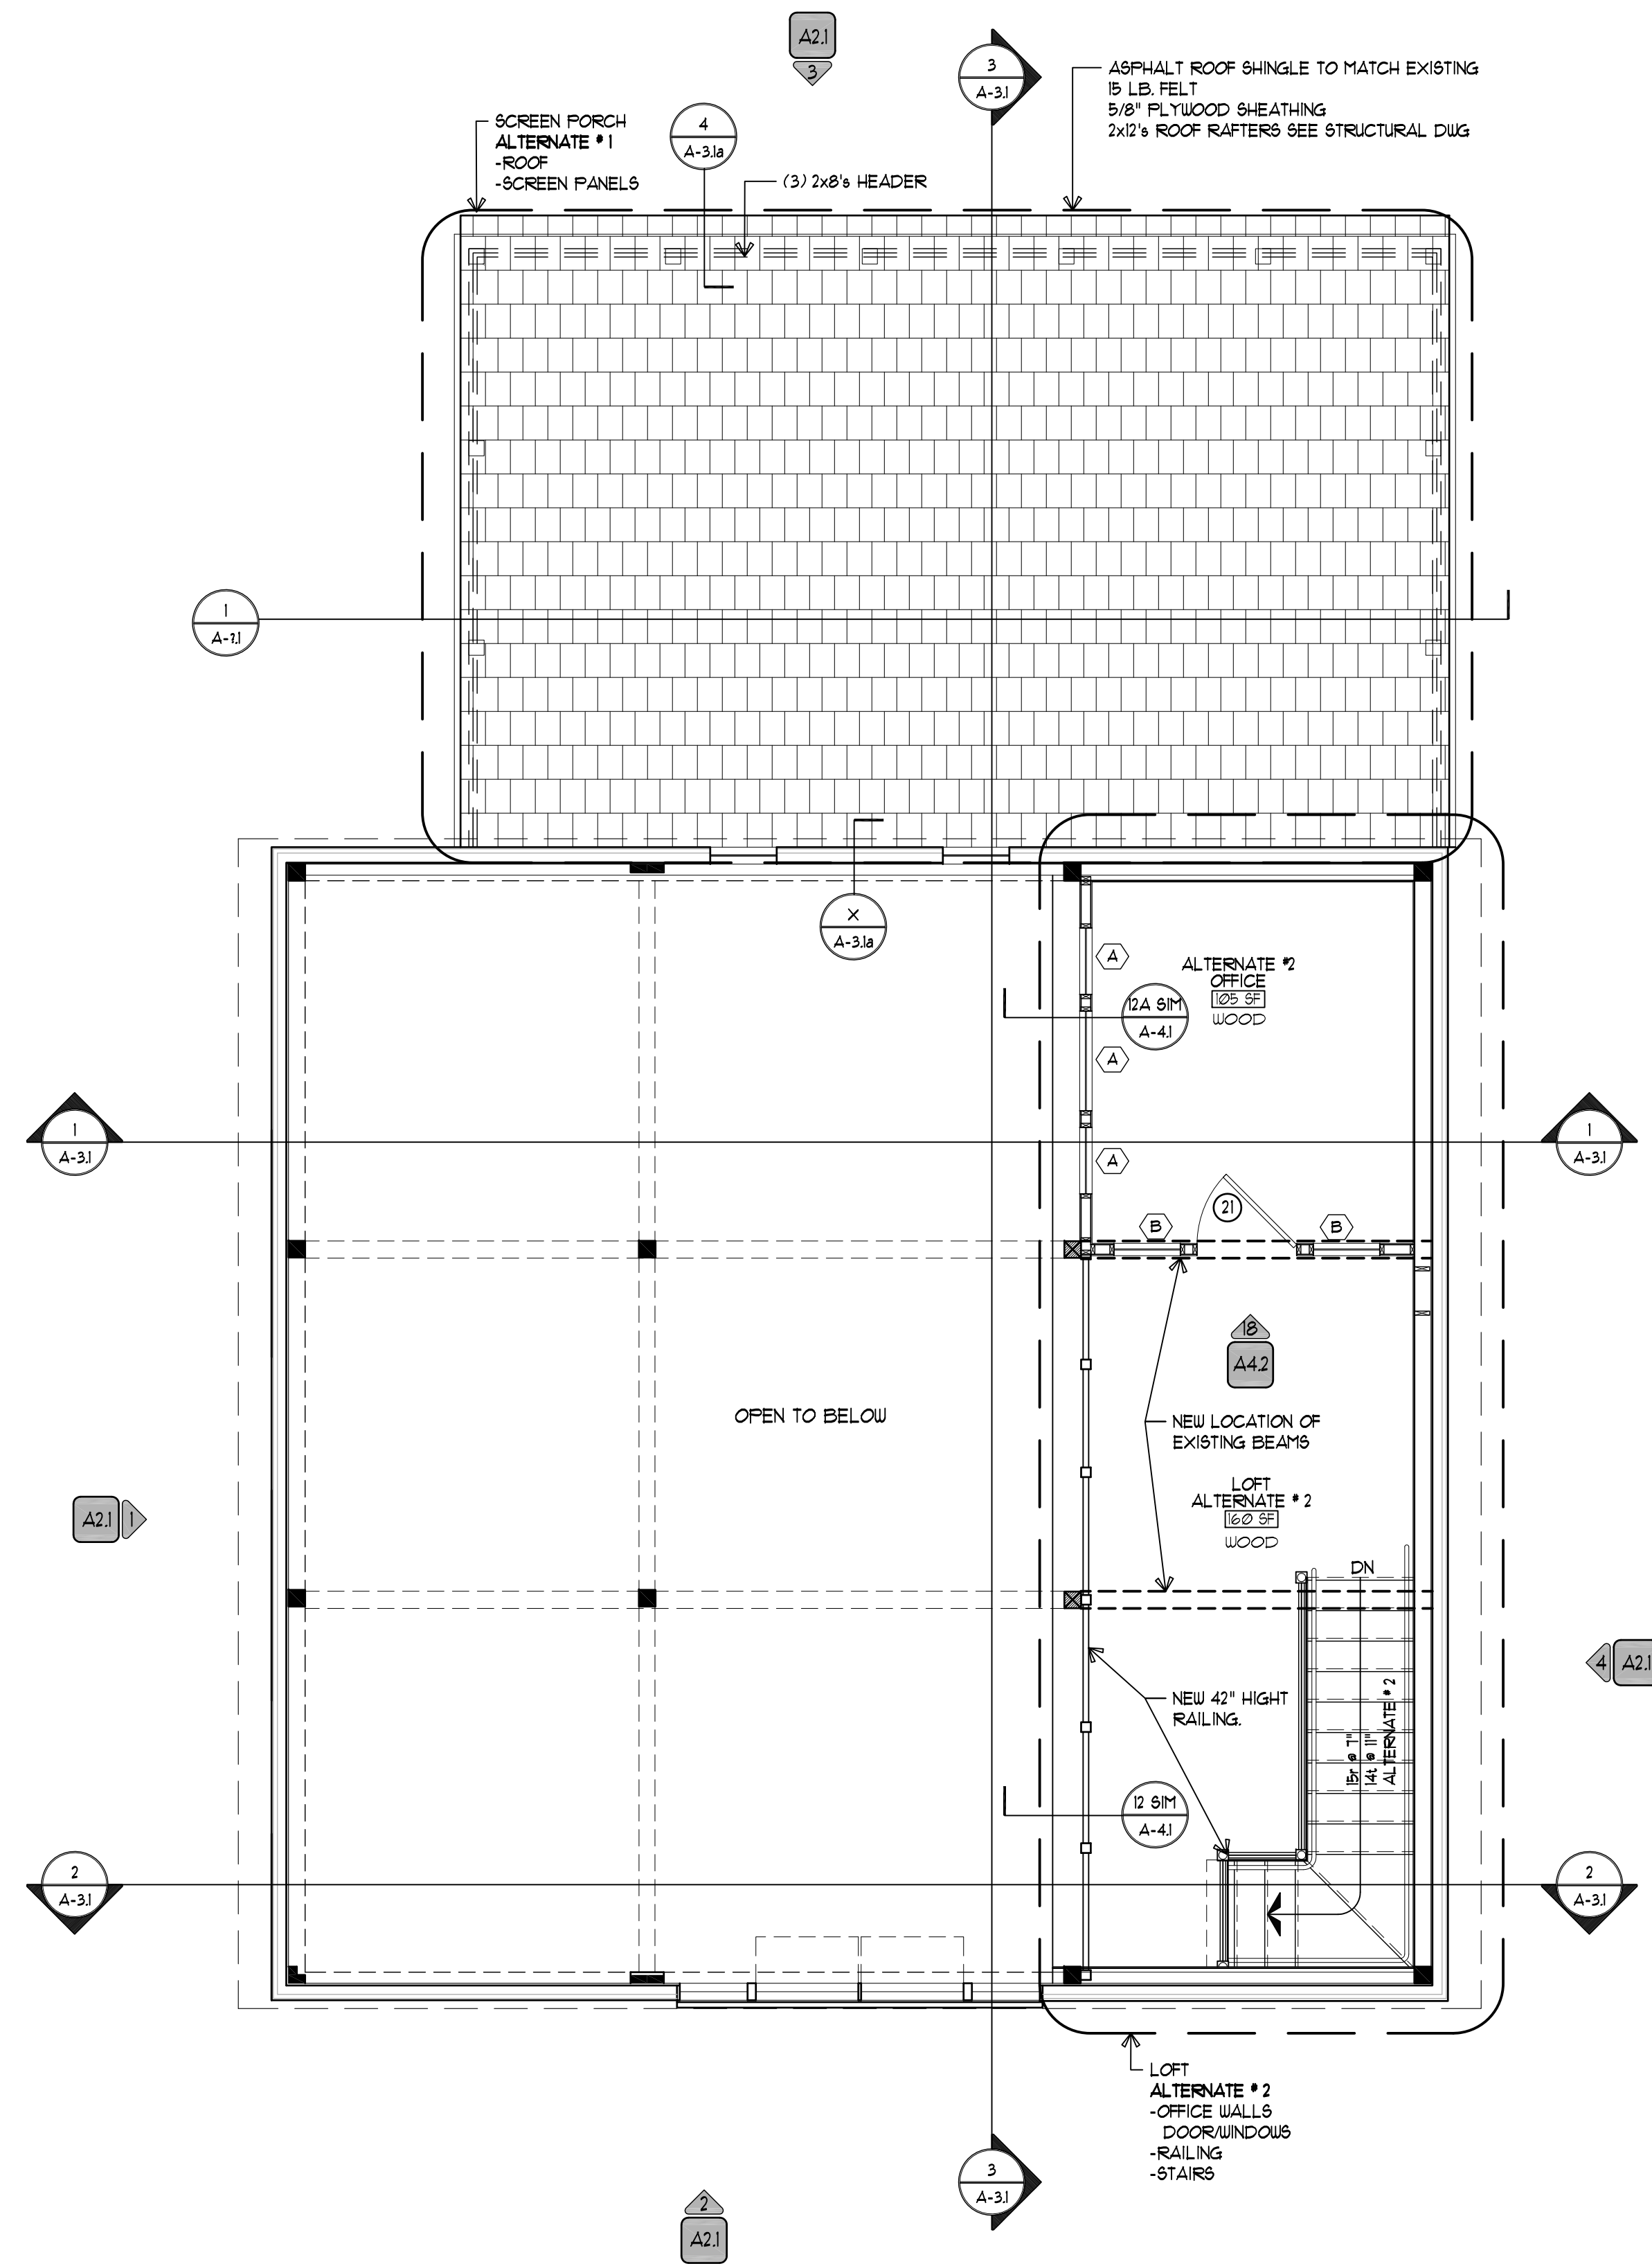 A2.1
3
3
A-3.1
ASPHALT ROOF SHINGLE TO MATCH EXISTING
15 LB. FELT
5/8" PLYWOOD SHEATHING
2x12's ROOF RAFTERS SEE STRUCTURAL DWG
SCREEN PORCH
ALTERNATE # 1
-ROOF
-SCREEN PANELS
4
A-3.1a
(3) 2x8's HEADER
1
A-?.1
X
A-3.1a
A
ALTERNATE #2
OFFICE
105 SF
WOOD
12A SIM
A-4.1
A
1
A-3.1
A
1
A-3.1
B
21
B
18
A4.2
OPEN TO BELOW
NEW LOCATION OF
EXISTING BEAMS
LOFT
ALTERNATE # 2
160 SF
WOOD
A2.1
1
DN
4
A2.1
NEW 42" HIGHT
RAILING.
15r @ 7"
14t @ 11"
ALTERNATE # 2
12 SIM
A-4.1
2
A-3.1
2
A-3.1
LOFT
ALTERNATE # 2
-OFFICE WALLS
DOOR/WINDOWS
-RAILING
-STAIRS
3
A-3.1
2
A2.1